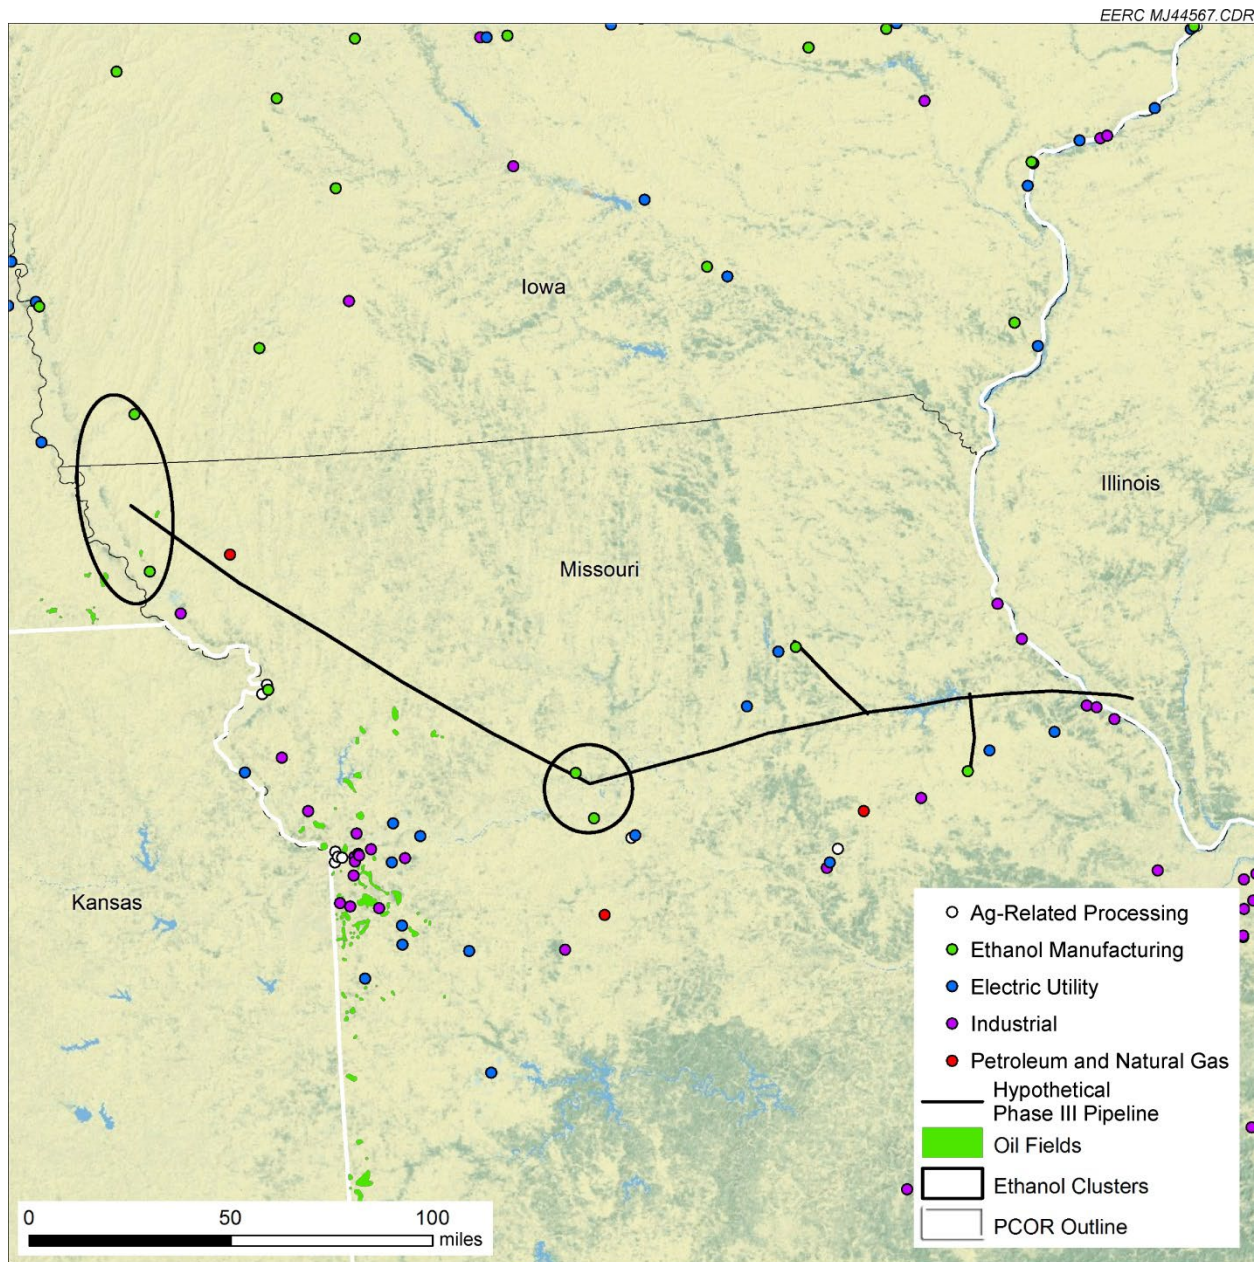 EERC MJ44567.CDR
Iowa
Illinois
Missouri
Kansas
Ag-Related Processing
Ethanol Manufacturing
Electric Utility
Industrial
Petroleum and Natural Gas
Hypothetical
Phase III Pipeline
Oil Fields
Ethanol Clusters
PCOR Outline
0 50 100
miles